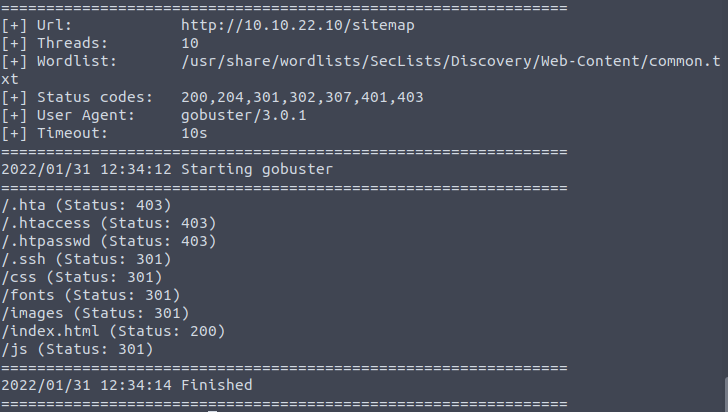 ===============================================================
[+] Url:            http://10.10.22.10/sitemap
[+] Threads:        10
[+] Wordlist:       /usr/share/wordlists/SecLists/Discovery/Web-Content/common.t
xt
[+] Status codes:   200,204,301,302,307,401,403
[+] User Agent:     gobuster/3.0.1
[+] Timeout:        10s
===============================================================
2022/01/31 12:34:12 Starting gobuster
===============================================================
/.hta (Status: 403)
/.htaccess (Status: 403)
/.htpasswd (Status: 403)
/.ssh (Status: 301)
/css (Status: 301)
/fonts (Status: 301)
/images (Status: 301)
/index.html (Status: 200)
/js (Status: 301)
===============================================================
2022/01/31 12:34:14 Finished
===============================================================